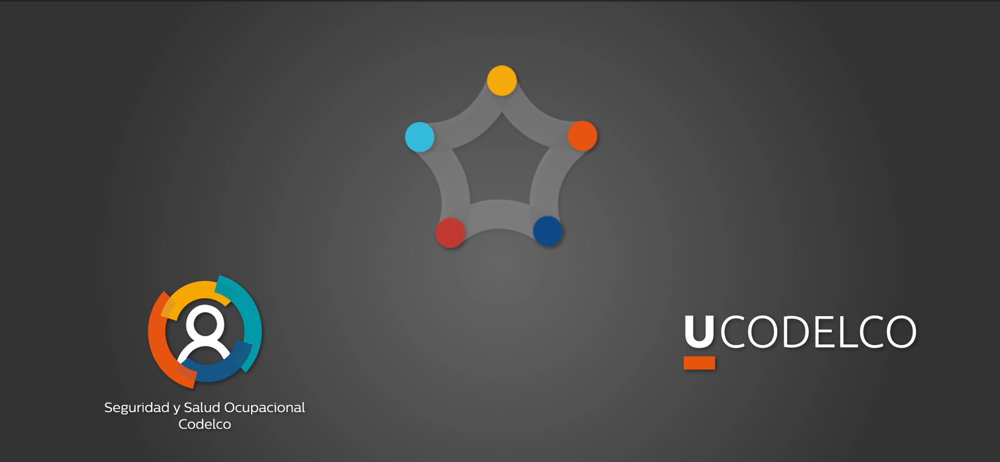 Seguridad y Salud Ocupacional
Codelco
UCODELCO